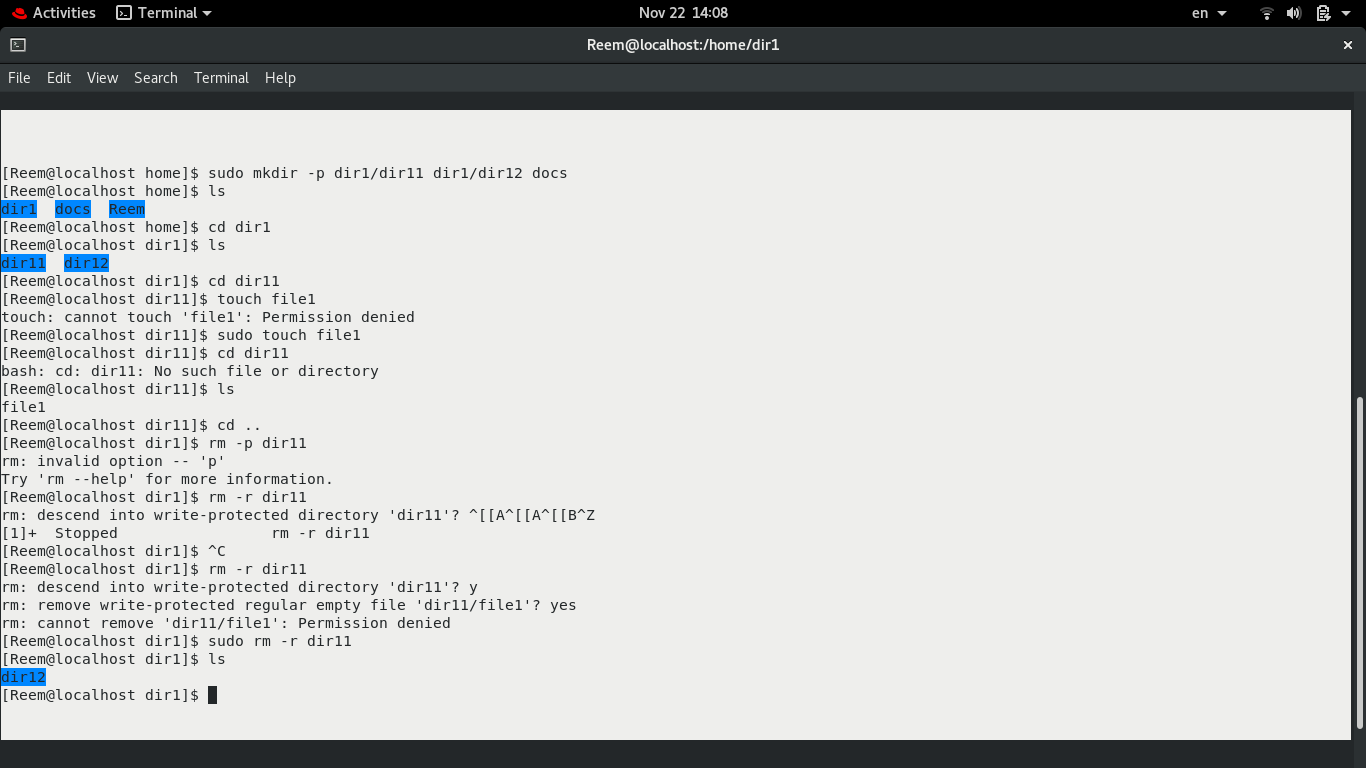 Activities Terminal Nov 22 14:08 en
Reem@localhost:/home/dir1
File Edit View Search Terminal Help
[Reem@localhost home]$ sudo mkdir -p dir1/dir11 dir1/dir12 docs
[Reem@localhost home]$ ls
dir1  docs  Reem
[Reem@localhost home]$ cd dir1
[Reem@localhost dir1]$ ls
dir11  dir12
[Reem@localhost dir1]$ cd dir11
[Reem@localhost dir11]$ touch file1
touch: cannot touch 'file1': Permission denied
[Reem@localhost dir11]$ sudo touch file1
[Reem@localhost dir11]$ cd dir11
bash: cd: dir11: No such file or directory
[Reem@localhost dir11]$ ls
file1
[Reem@localhost dir11]$ cd ..
[Reem@localhost dir1]$ rm -p dir11
rm: invalid option -- 'p'
Try 'rm --help' for more information.
[Reem@localhost dir1]$ rm -r dir11
rm: descend into write-protected directory 'dir11'? ^[[A^[[A^[[B^Z
[1]+  Stopped                 rm -r dir11
[Reem@localhost dir1]$ ^C
[Reem@localhost dir1]$ rm -r dir11
rm: descend into write-protected directory 'dir11'? y
rm: remove write-protected regular empty file 'dir11/file1'? yes
rm: cannot remove 'dir11/file1': Permission denied
[Reem@localhost dir1]$ sudo rm -r dir11
[Reem@localhost dir1]$ ls
dir12
[Reem@localhost dir1]$